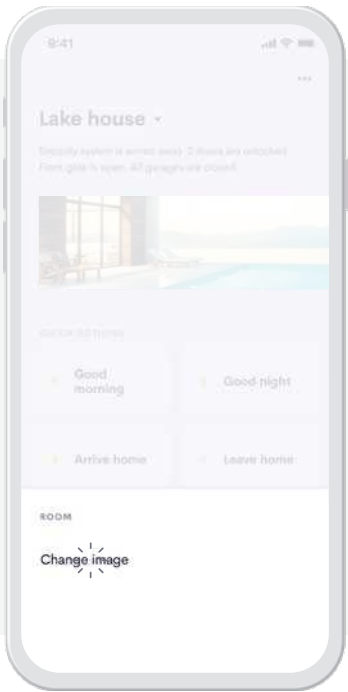 9:41
Lake house
Security system is armed away. 2 doors are unlocked.
Front gate is open. All garages are closed.
QUICK ACTIONS
Good morning
Good night
Arrive home
Leave home
ROOM
Change image